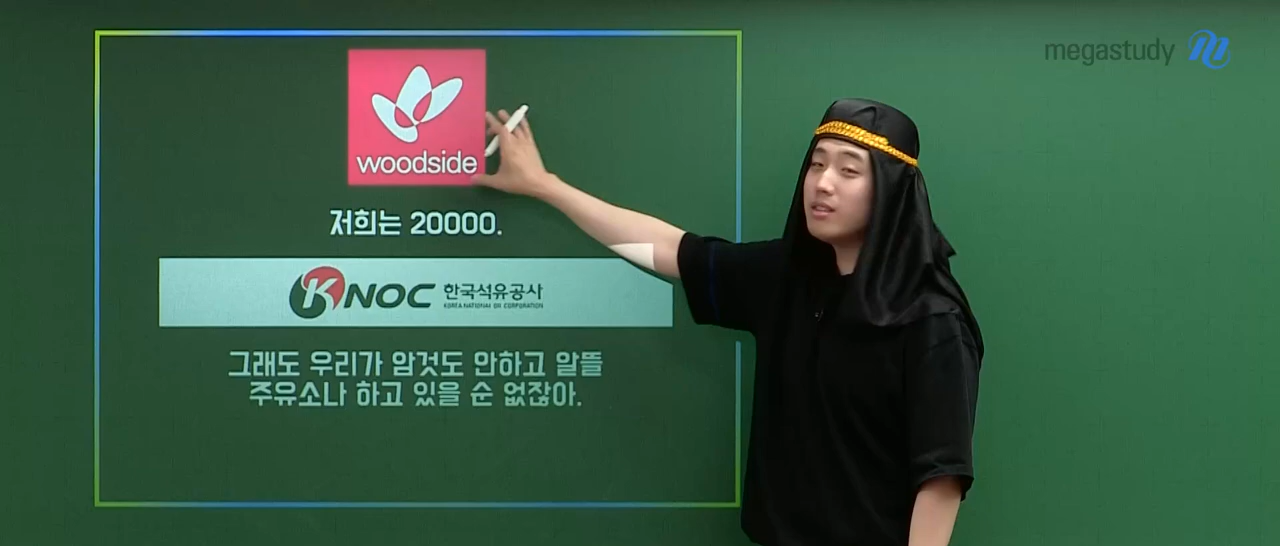 megastudy
woodside
저희는 20000.
KNOC 한국석유공사
KOREA NATIONAL OIL CORPORATION
그래도 우리가 암것도 안하고 알뜰
주유소나 하고 있을 순 없잖아.